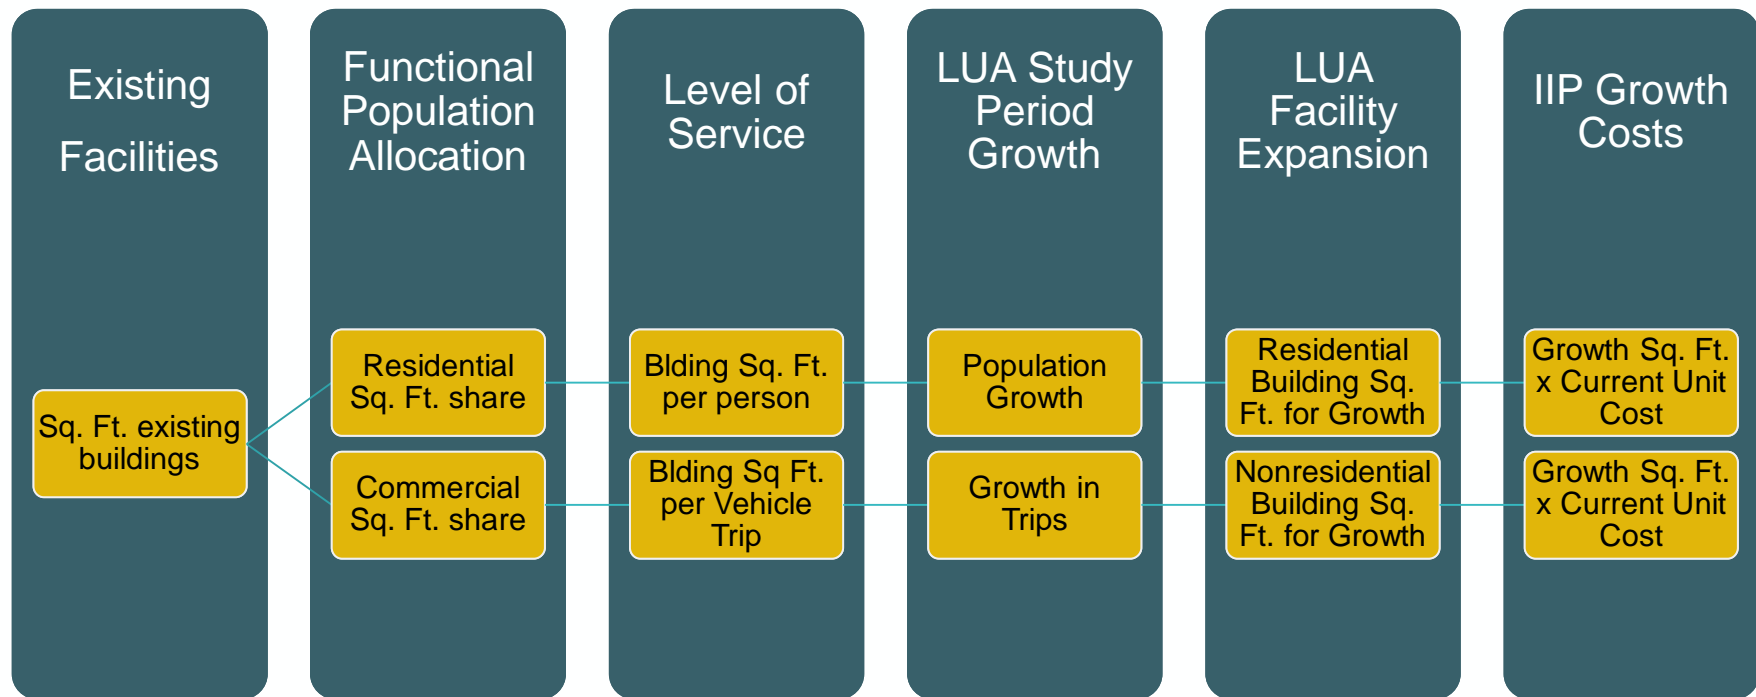 Existing
Facilities
Functional
Population
Allocation
Level of
Service
LUA Study
Period
Growth
LUA
Facility
Expansion
IIP Growth
Costs
Sq. Ft. existing
buildings
Residential
Sq. Ft. share
Blding Sq. Ft.
per person
Population
Growth
Residential
Building Sq.
Ft. for Growth
Growth Sq. Ft.
x Current Unit
Cost
Commercial
Sq. Ft. share
Blding Sq Ft.
per Vehicle
Trip
Growth in
Trips
Nonresidential
Building Sq.
Ft. for Growth
Growth Sq. Ft.
x Current Unit
Cost